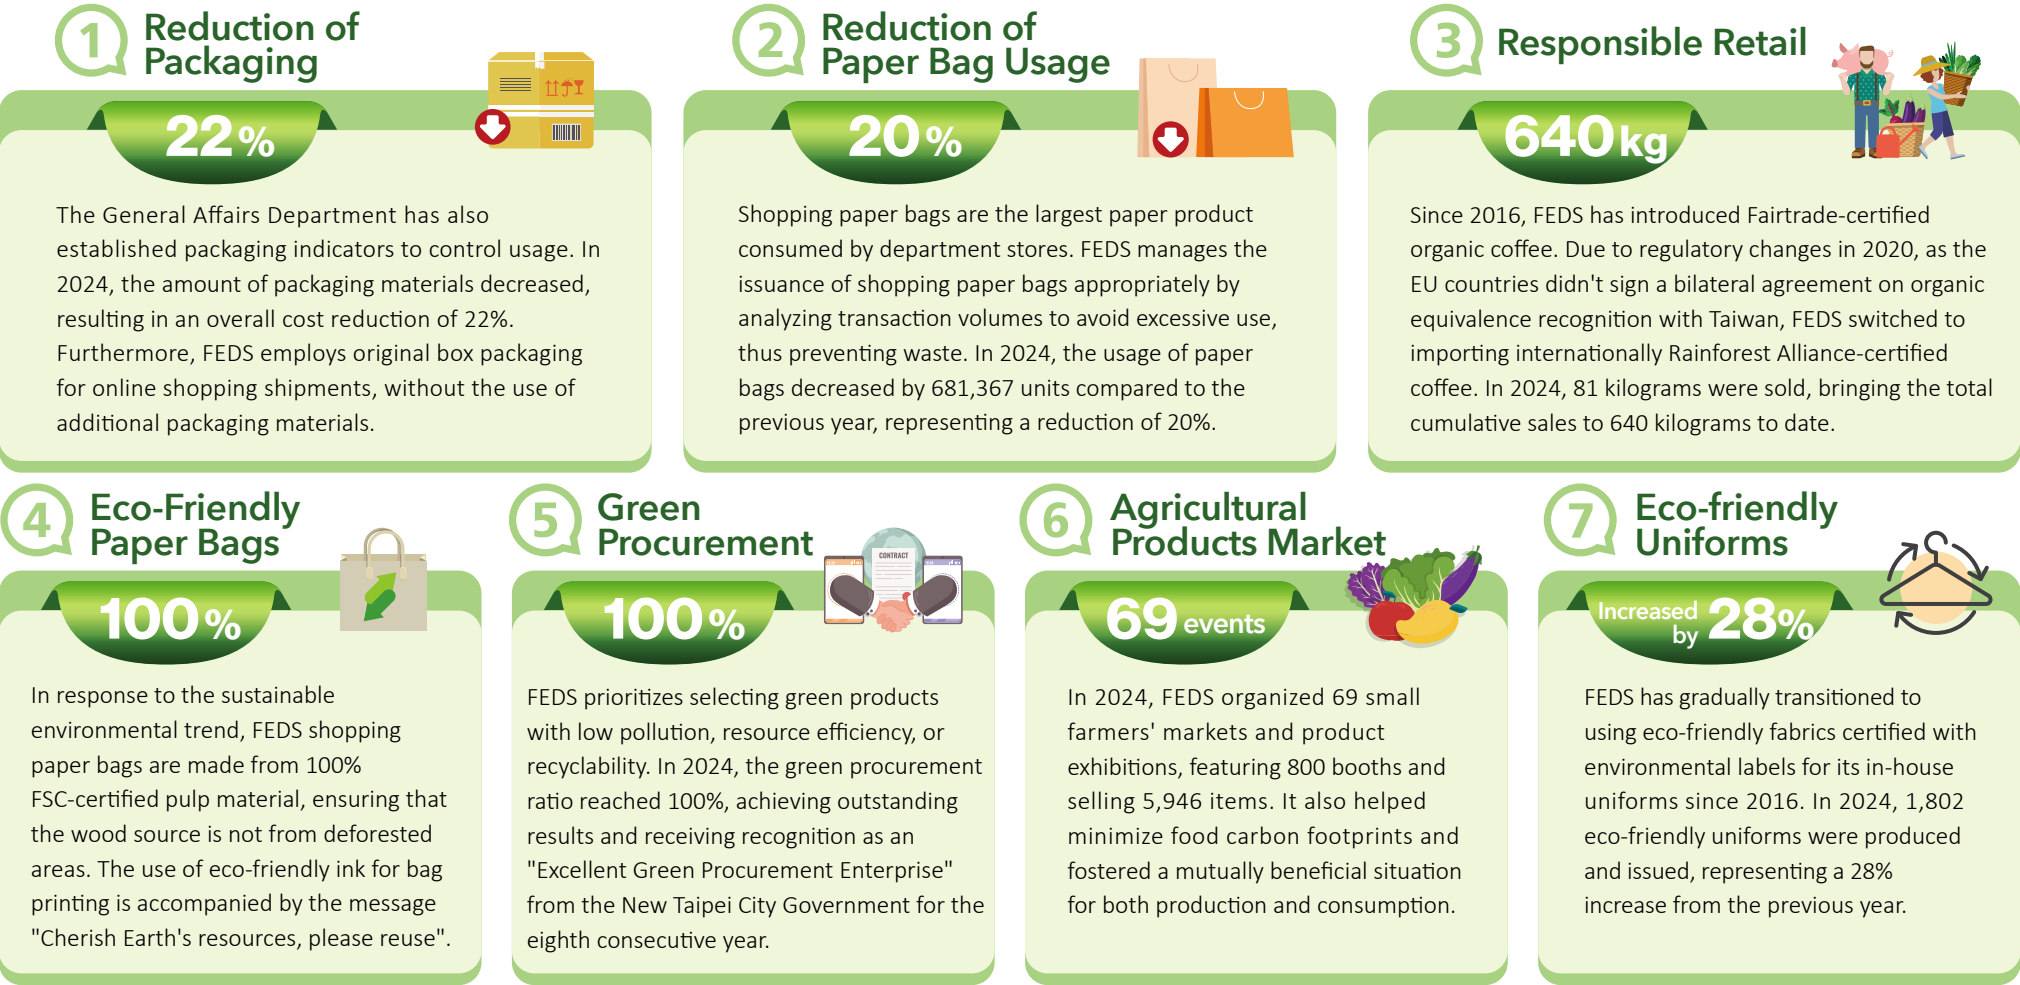 1
Reduction of
Packaging
22%
The General Affairs Department has also
established packaging indicators to control usage. In
2024, the amount of packaging materials decreased,
resulting in an overall cost reduction of 22%.
Furthermore, FEDS employs original box packaging
for online shopping shipments, without the use of
additional packaging materials.
2
Reduction of
Paper Bag Usage
20%
Shopping paper bags are the largest paper product
consumed by department stores. FEDS manages the
issuance of shopping paper bags appropriately by
analyzing transaction volumes to avoid excessive use,
thus preventing waste. In 2024, the usage of paper
bags decreased by 681,367 units compared to the
previous year, representing a reduction of 20%.
3
Responsible Retail
640kg
Since 2016, FEDS has introduced Fairtrade-certified
organic coffee. Due to regulatory changes in 2020, as the
EU countries didn't sign a bilateral agreement on organic
equivalence recognition with Taiwan, FEDS switched to
importing internationally Rainforest Alliance-certified
coffee. In 2024, 81 kilograms were sold, bringing the total
cumulative sales to 640 kilograms to date.
4
Eco-Friendly
Paper Bags
100%
In response to the sustainable
environmental trend, FEDS shopping
paper bags are made from 100%
FSC-certified pulp material, ensuring that
the wood source is not from deforested
areas. The use of eco-friendly ink for bag
printing is accompanied by the message
"Cherish Earth's resources, please reuse".
5
Green
Procurement
CONTRACT
100%
FEDS prioritizes selecting green products
with low pollution, resource efficiency, or
recyclability. In 2024, the green procurement
ratio reached 100%, achieving outstanding
results and receiving recognition as an
"Excellent Green Procurement Enterprise"
from the New Taipei City Government for the
eighth consecutive year.
6
Agricultural
Products Market
69 events
In 2024, FEDS organized 69 small
farmers' markets and product
exhibitions, featuring 800 booths and
selling 5,946 items. It also helped
minimize food carbon footprints and
fostered a mutually beneficial situation
for both production and consumption.
7
Eco-friendly
Uniforms
Increased
by 28%
FEDS has gradually transitioned to
using eco-friendly fabrics certified with
environmental labels for its in-house
uniforms since 2016. In 2024, 1,802
eco-friendly uniforms were produced
and issued, representing a 28%
increase from the previous year.